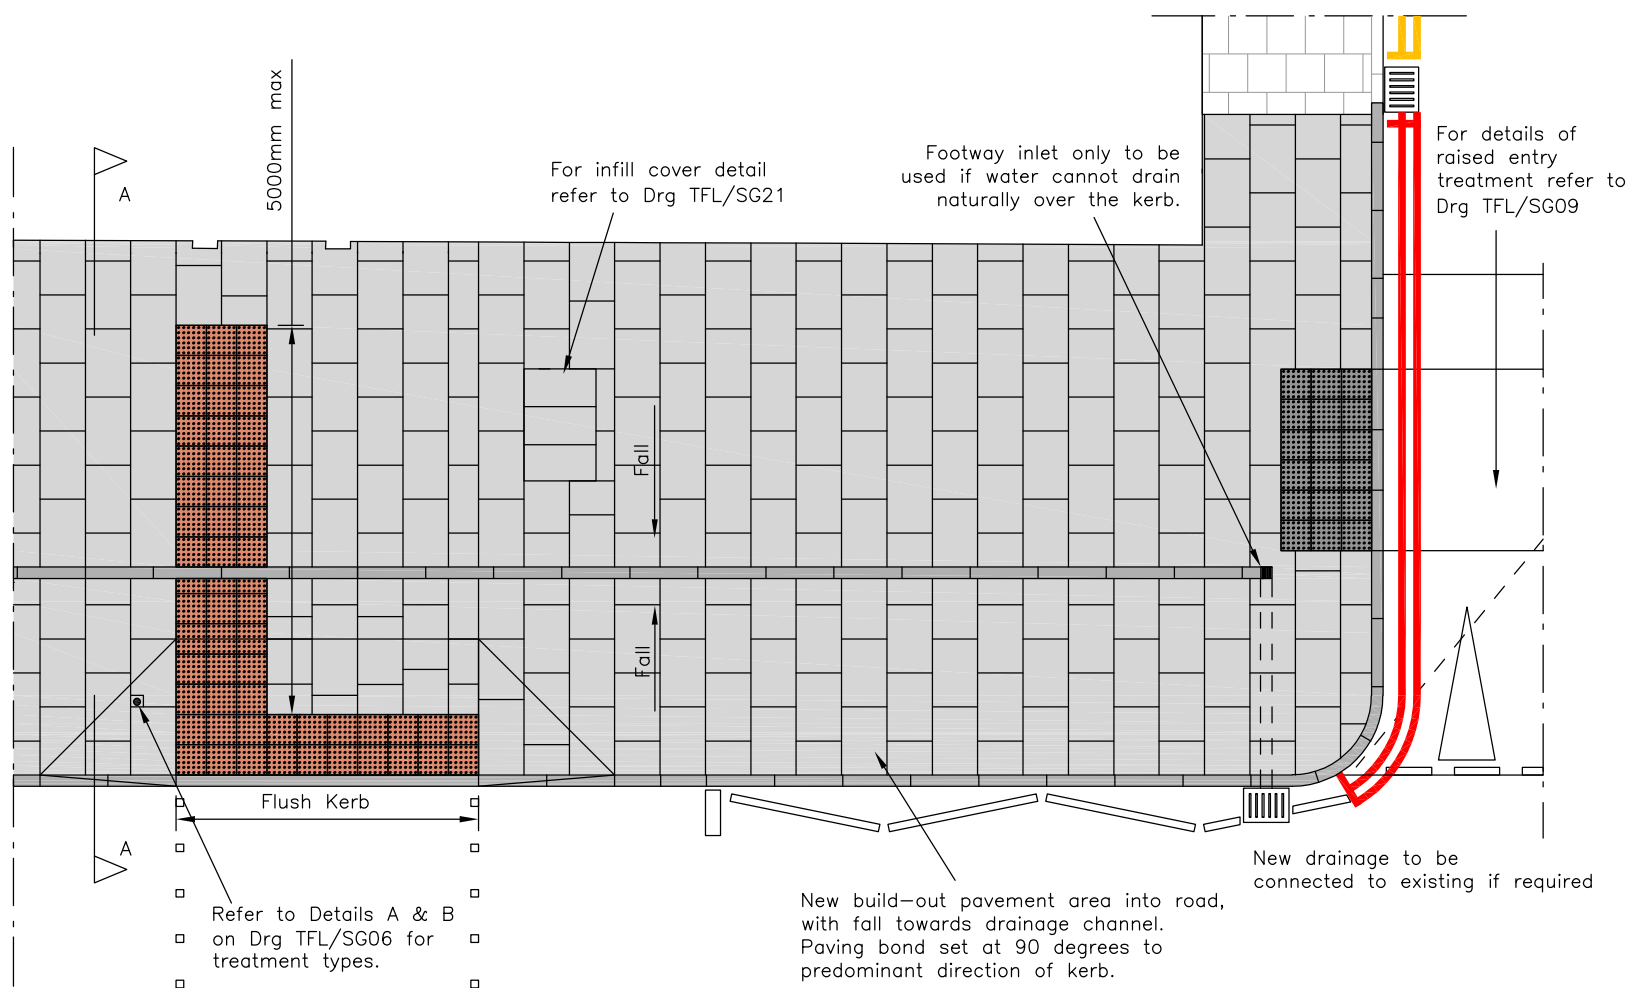 5000mm max
A
For infill cover detail
refer to Drg TFL/SG21
Footway inlet only to be
used if water cannot drain
naturally over the kerb.
For details of
raised entry
treatment refer to
Drg TFL/SG09
Fall
Fall
Flush Kerb
A
Refer to Details A & B
on Drg TFL/SG06 for
treatment types.
New build-out pavement area into road,
with fall towards drainage channel.
Paving bond set at 90 degrees to
predominant direction of kerb.
New drainage to be
connected to existing if required